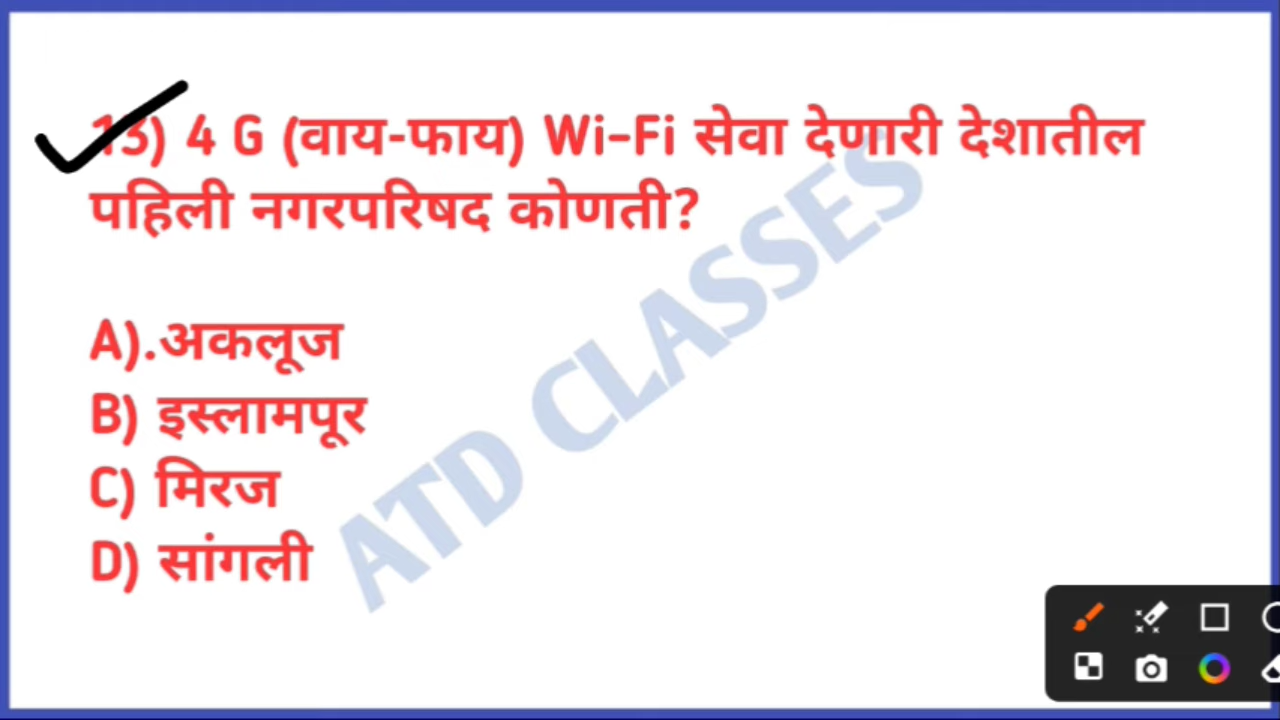 13) 4 G (वाय-फाय) Wi-Fi सेवा देणारी देशातील
पहिली नगरपरिषद कोणती?
A).अकलूज
B) इस्लामपूर
C) मिरज
D) सांगली
ATD CLASSES